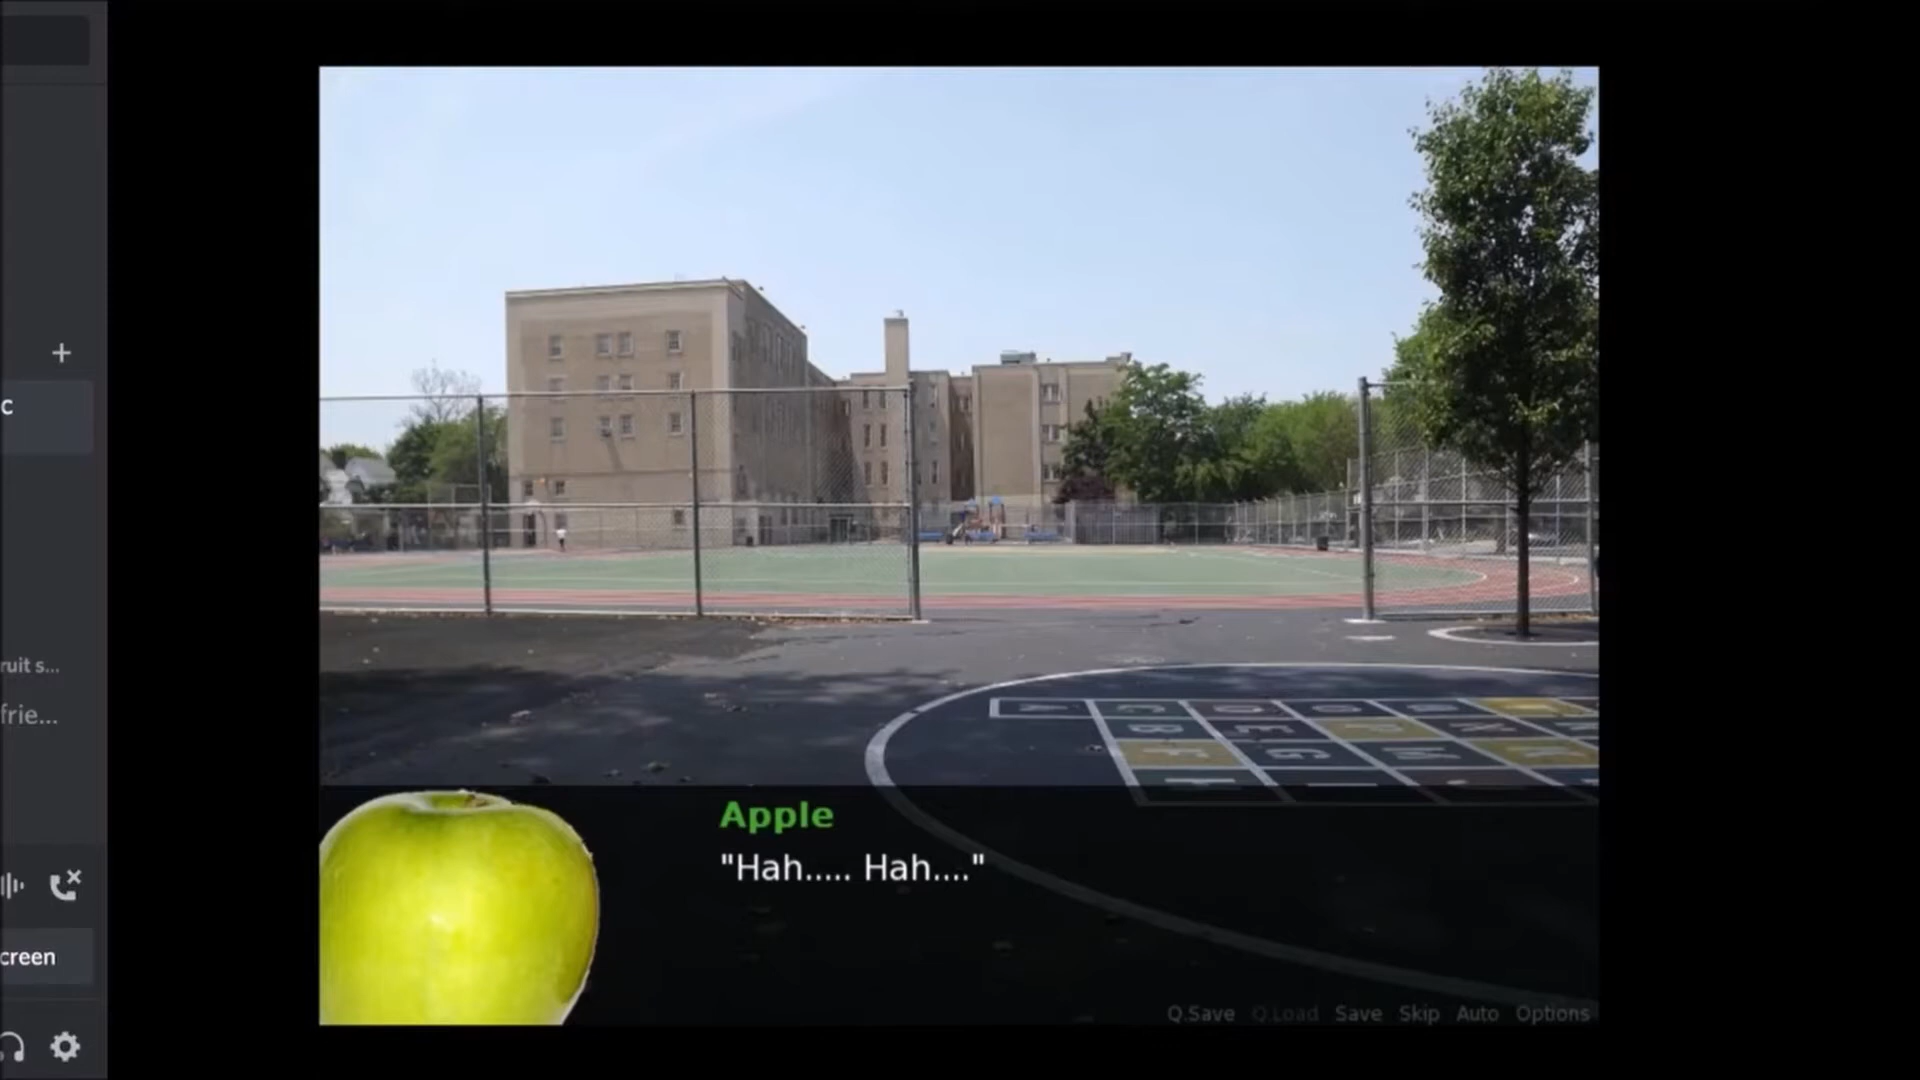 c
ruit s...
frie...
creen
Apple
"Hah..... Hah...."
Q.Save Q.Load Save Skip Auto Options